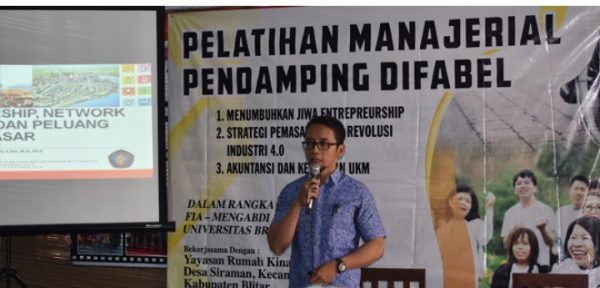 SHIP, NETWORK
DAN PELUANG
ASAR
PELATIHAN MANAJERIAL
PENDAMPING DIFABEL
1. MENUMBUHKAN JIWA ENTREPREURSHIP
2. STRATEGI PEMASA REVOLUSI
INDUSTRI 4.0
3. AKUNTANSI DAN KE UKM
DALAM RANGKA
FIA - MENGABDI
UNIVERSITAS BR
Bekerjasama Dengan :
Yayasan Rumah Kina
Desa Siraman, Kecam
Kabupaten Blitar